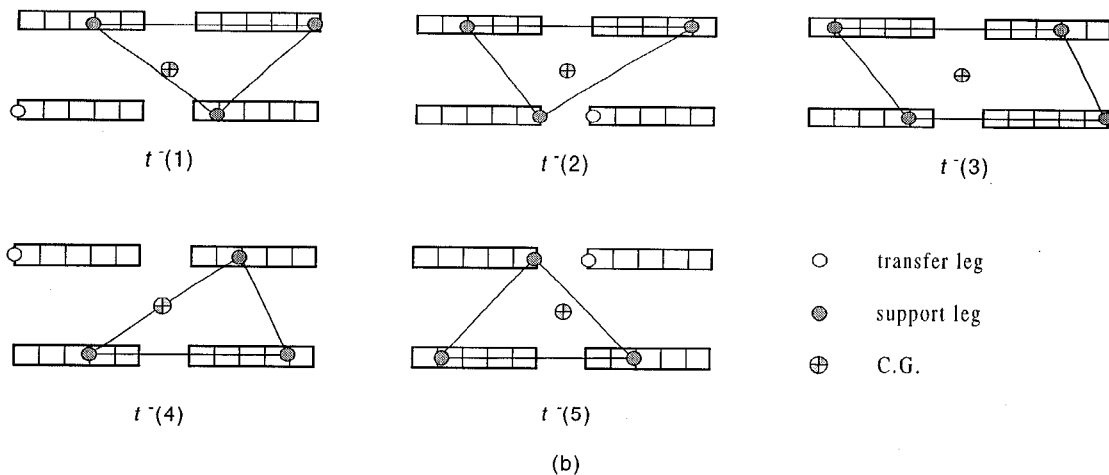 t⁻(1)
t⁻(2)
t⁻(3)
transfer leg
support leg
C.G.
t⁻(4)
t⁻(5)
(b)